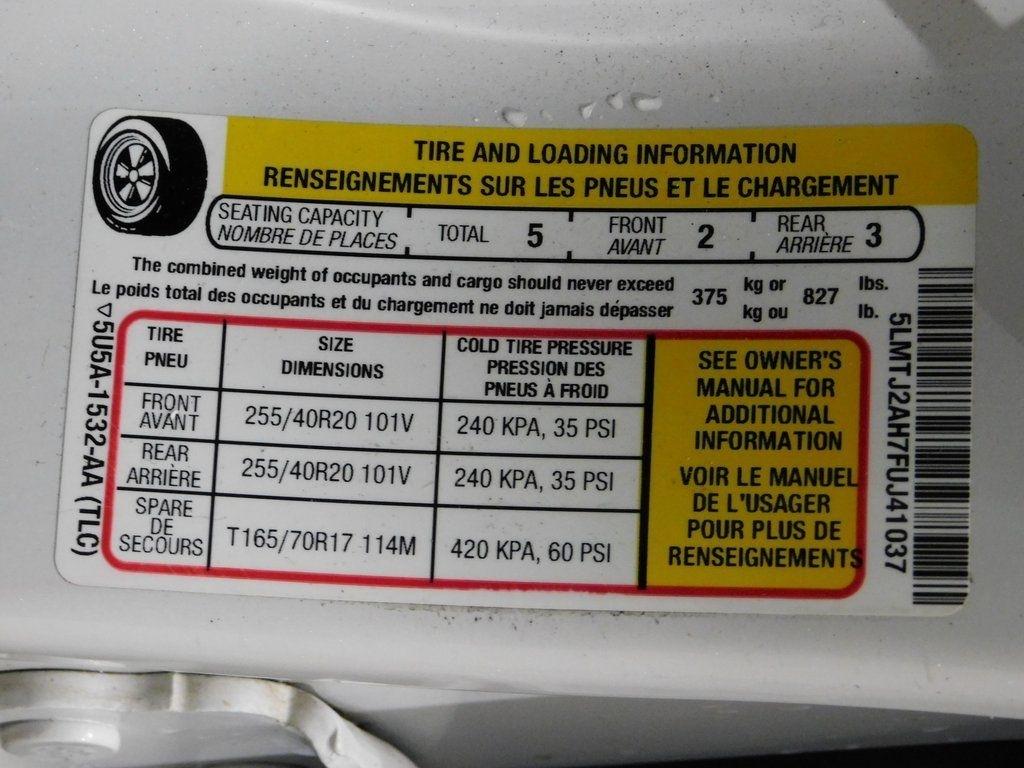 TIRE AND LOADING INFORMATION
RENSEIGNEMENTS SUR LES PNEUS ET LE CHARGEMENT
SEATING CAPACITY
NOMBRE DE PLACES
TOTAL 5
FRONT
AVANT
2
REAR
ARRIÈRE
3
The combined weight of occupants and cargo should never exceed
Le poids total des occupants et du chargement ne doit jamais dépasser
375
kg or
kg ou
827
lbs.
lb.
TIRE
PNEU
SIZE
DIMENSIONS
COLD TIRE PRESSURE
PRESSION DES
PNEUS À FROID
FRONT
AVANT
255/40R20 101V
240 KPA, 35 PSI
REAR
ARRIÈRE
255/40R20 101V
240 KPA, 35 PSI
SPARE
DE
SECOURS
T165/70R17 114M
420 KPA, 60 PSI
SEE OWNER'S
MANUAL FOR
ADDITIONAL
INFORMATION
VOIR LE MANUEL
DE L'USAGER
POUR PLUS DE
RENSEIGNEMENTS
5U5A-1532-AA (TLC)
5LMTJ2AH7FUJ41037